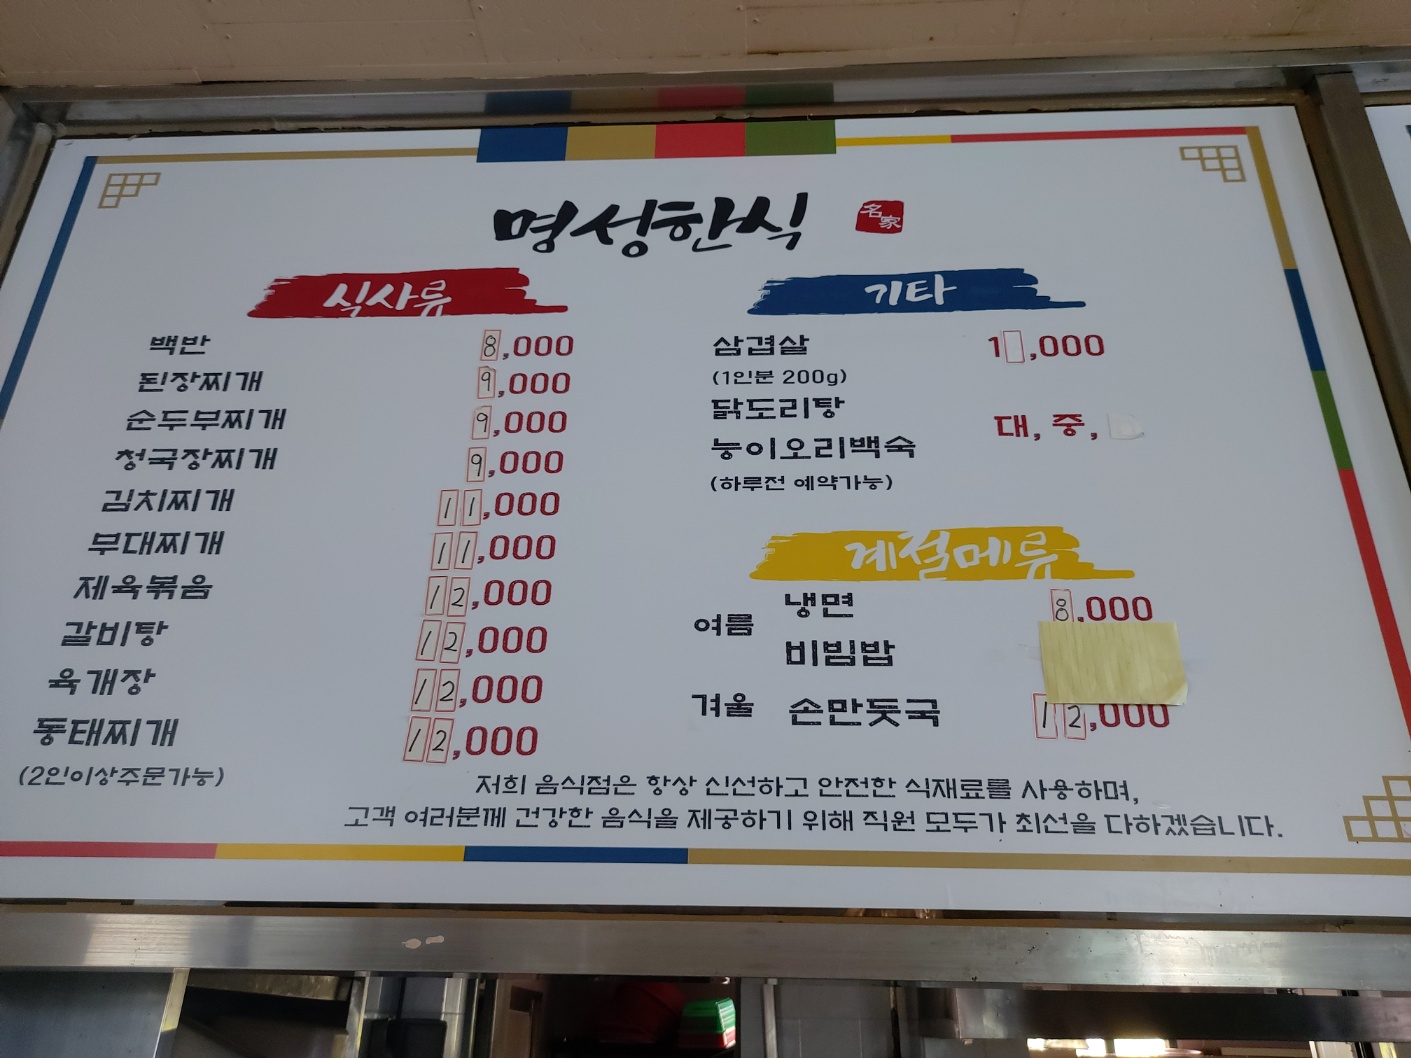 명성한식
名家
식사류
백반 8,000
된장찌개 9,000
순두부찌개 9,000
청국장찌개 9,000
김치찌개 11,000
부대찌개 11,000
제육볶음 12,000
갈비탕 12,000
육개장 12,000
동태찌개 12,000
(2인이상주문가능)
기타
삼겹살 1 ,000
(1인분 200g)
닭도리탕
대, 중,
능이오리백숙
(하루전 예약가능)
계절메류
여름 냉면 8,000
비빔밥
겨울 손만둣국 12,000
저희 음식점은 항상 신선하고 안전한 식재료를 사용하며,
고객 여러분께 건강한 음식을 제공하기 위해 직원 모두가 최선을 다하겠습니다.